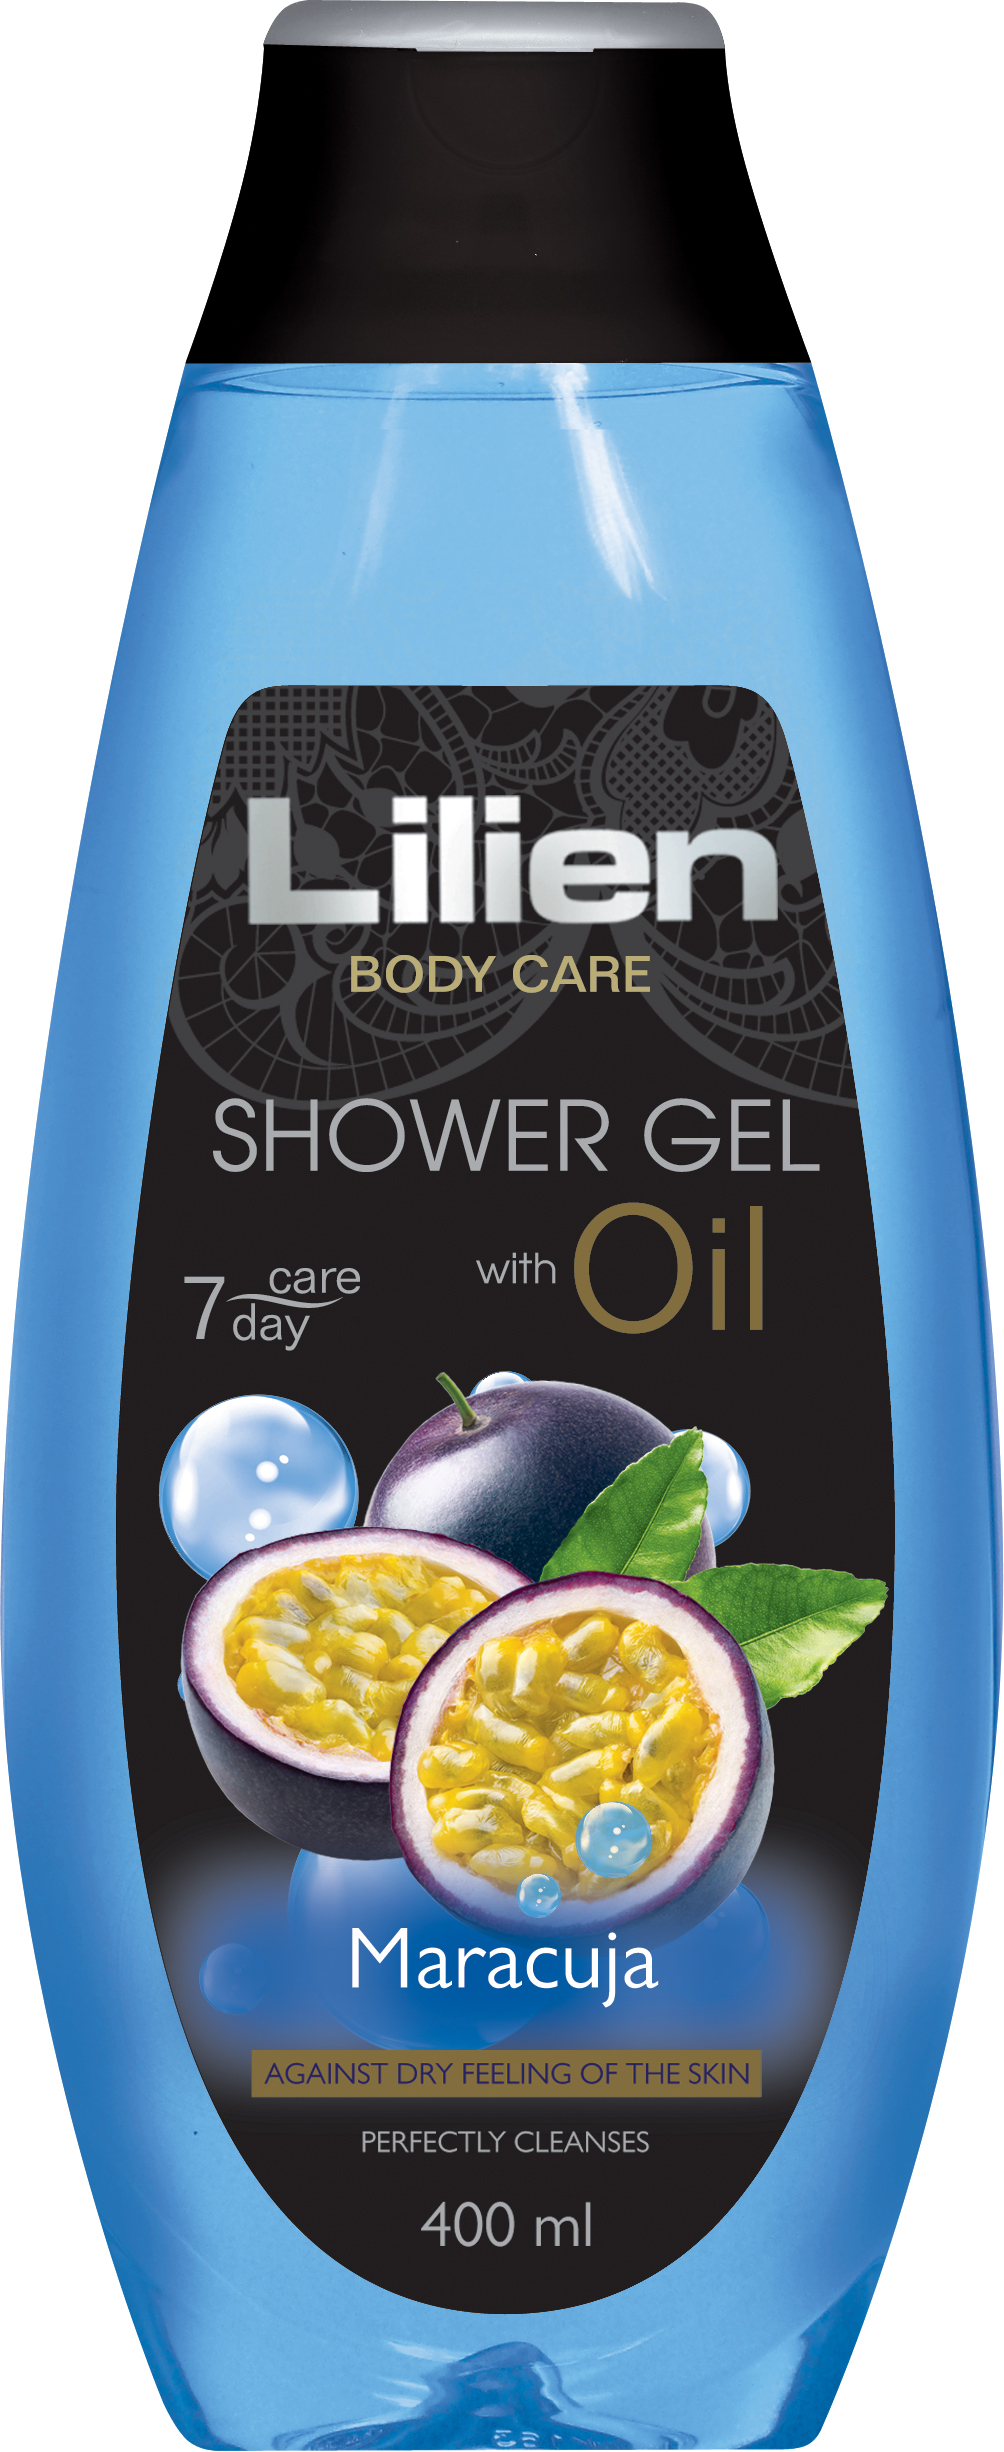 Lilien
BODY CARE
SHOWER GEL
with Oil
7 day care
Maracuja
AGAINST DRY FEELING OF THE SKIN
PERFECTLY CLEANSES
400 ml